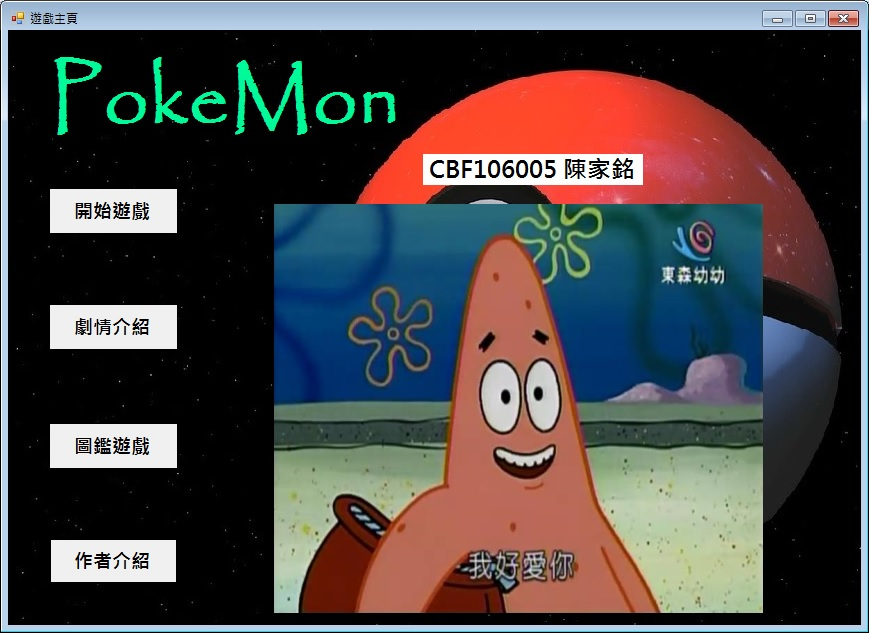 遊戲主頁
PokeMon
CBF106005 陳家銘
開始遊戲
東森幼幼
劇情介紹
圖鑑遊戲
作者介紹
我好愛你